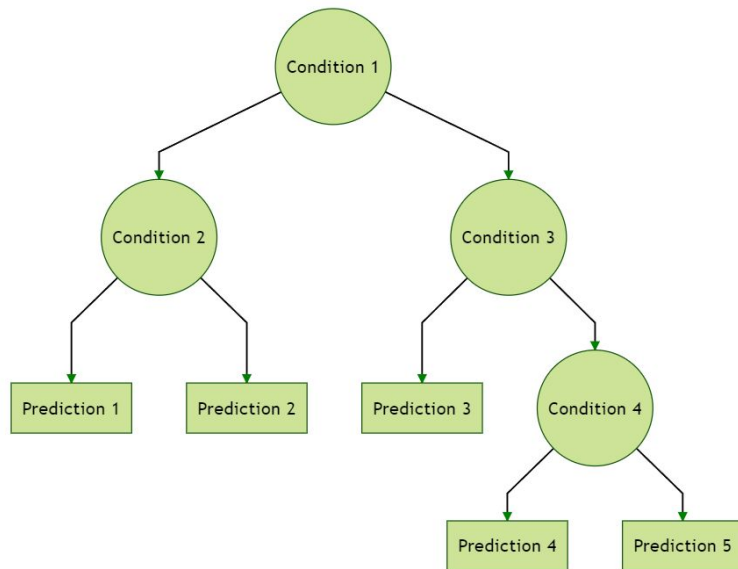 Condition 1
Condition 2
Condition 3
Prediction 1
Prediction 2
Prediction 3
Condition 4
Prediction 4
Prediction 5